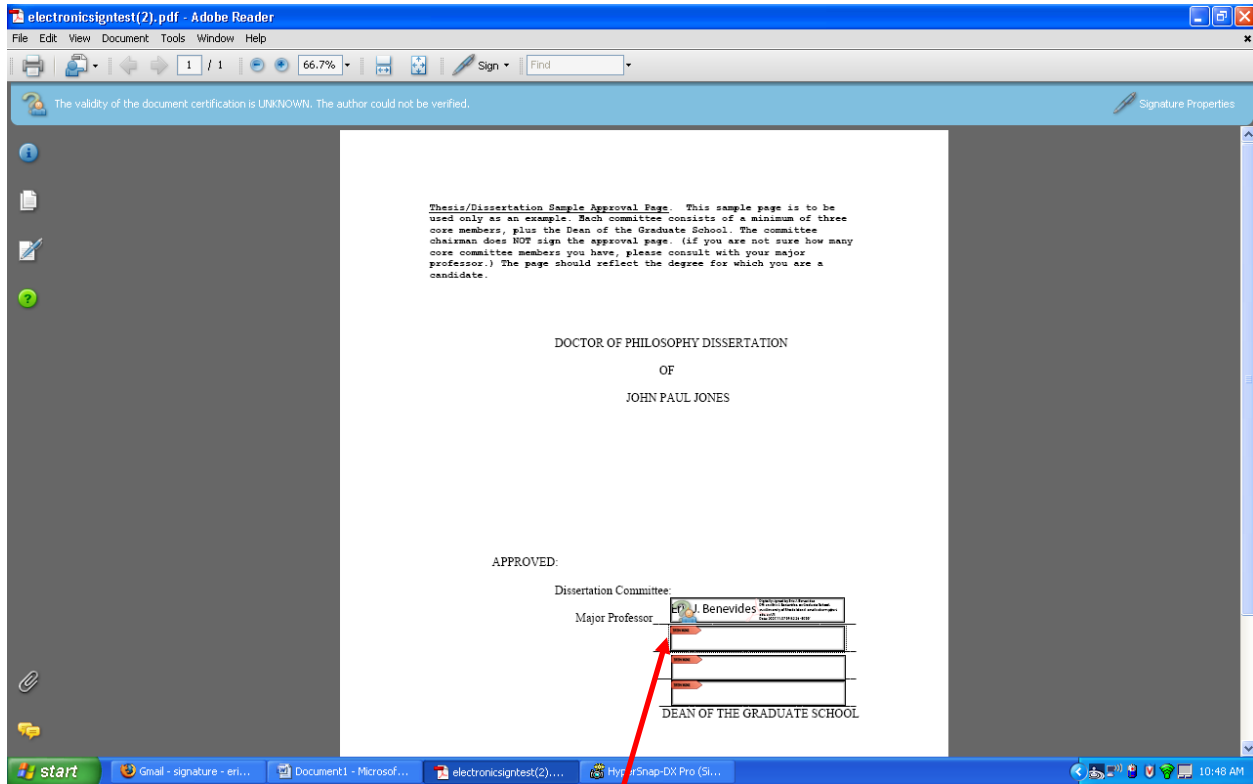 electronicsigntest(2).pdf - Adobe Reader
File Edit View Document Tools Window Help
1 / 1 66.7% Sign Find
The validity of the document certification is UNKNOWN. The author could not be verified. Signature Properties
Thesis/Dissertation Sample Approval Page. This sample page is to be
used only as an example. Each committee consists of a minimum of three
core members, plus the Dean of the Graduate School. The committee
chairman does NOT sign the approval page. (if you are not sure how many
core committee members you have, please consult with your major
professor.) The page should reflect the degree for which you are a
candidate.
DOCTOR OF PHILOSOPHY DISSERTATION
OF
JOHN PAUL JONES
APPROVED:
Dissertation Committee:
Major Professor J. Benevides
DEAN OF THE GRADUATE SCHOOL
start Gmail - signature - eri... Document1 - Microsof... electronicsigntest(2).... HyperSnap-DX Pro (Si... 10:48 AM